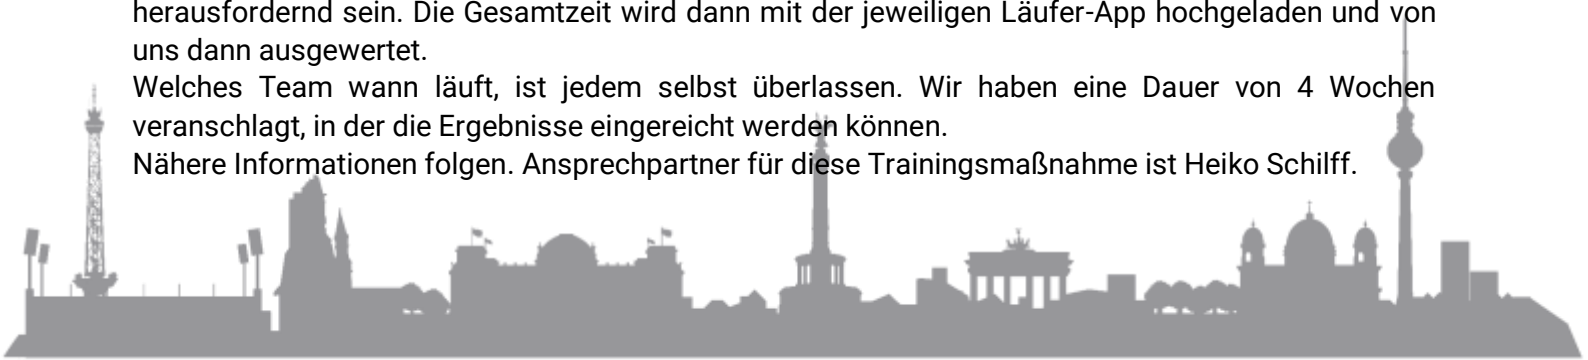 herausfordernd sein. Die Gesamtzeit wird dann mit der jeweiligen Läufer-App hochgeladen und von
uns dann ausgewertet.
Welches Team wann läuft, ist jedem selbst überlassen. Wir haben eine Dauer von 4 Wochen
veranschlagt, in der die Ergebnisse eingereicht werden können.
Nähere Informationen folgen. Ansprechpartner für diese Trainingsmaßnahme ist Heiko Schilff.